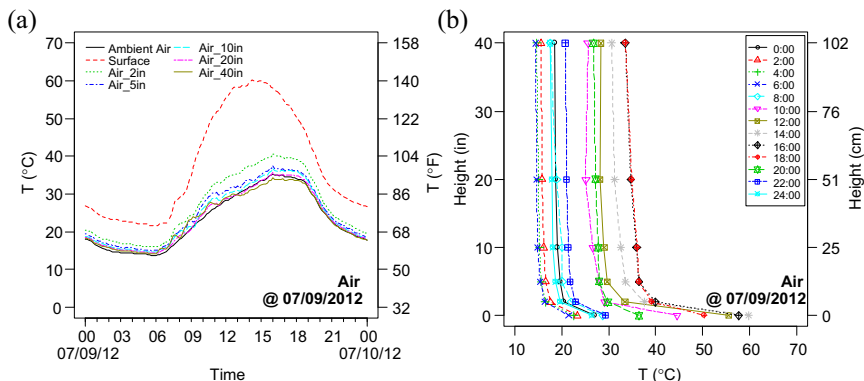 (a)
70
60
50
40
30
20
10
0
T (°C)
Ambient Air
Surface
Air_2in
Air_5in
Air_10in
Air_20in
Air_40in
158
140
122
104
86
68
50
32
T (°F)
Air
@ 07/09/2012
00 03 06 09 12 15 18 21 00
07/09/12 07/10/12
Time
(b)
40
30
20
10
0
Height (in)
0:00
2:00
4:00
6:00
8:00
10:00
12:00
14:00
16:00
18:00
20:00
22:00
24:00
102
76
51
25
0
Height (cm)
Air
@ 07/09/2012
10 20 30 40 50 60 70
T (°C)